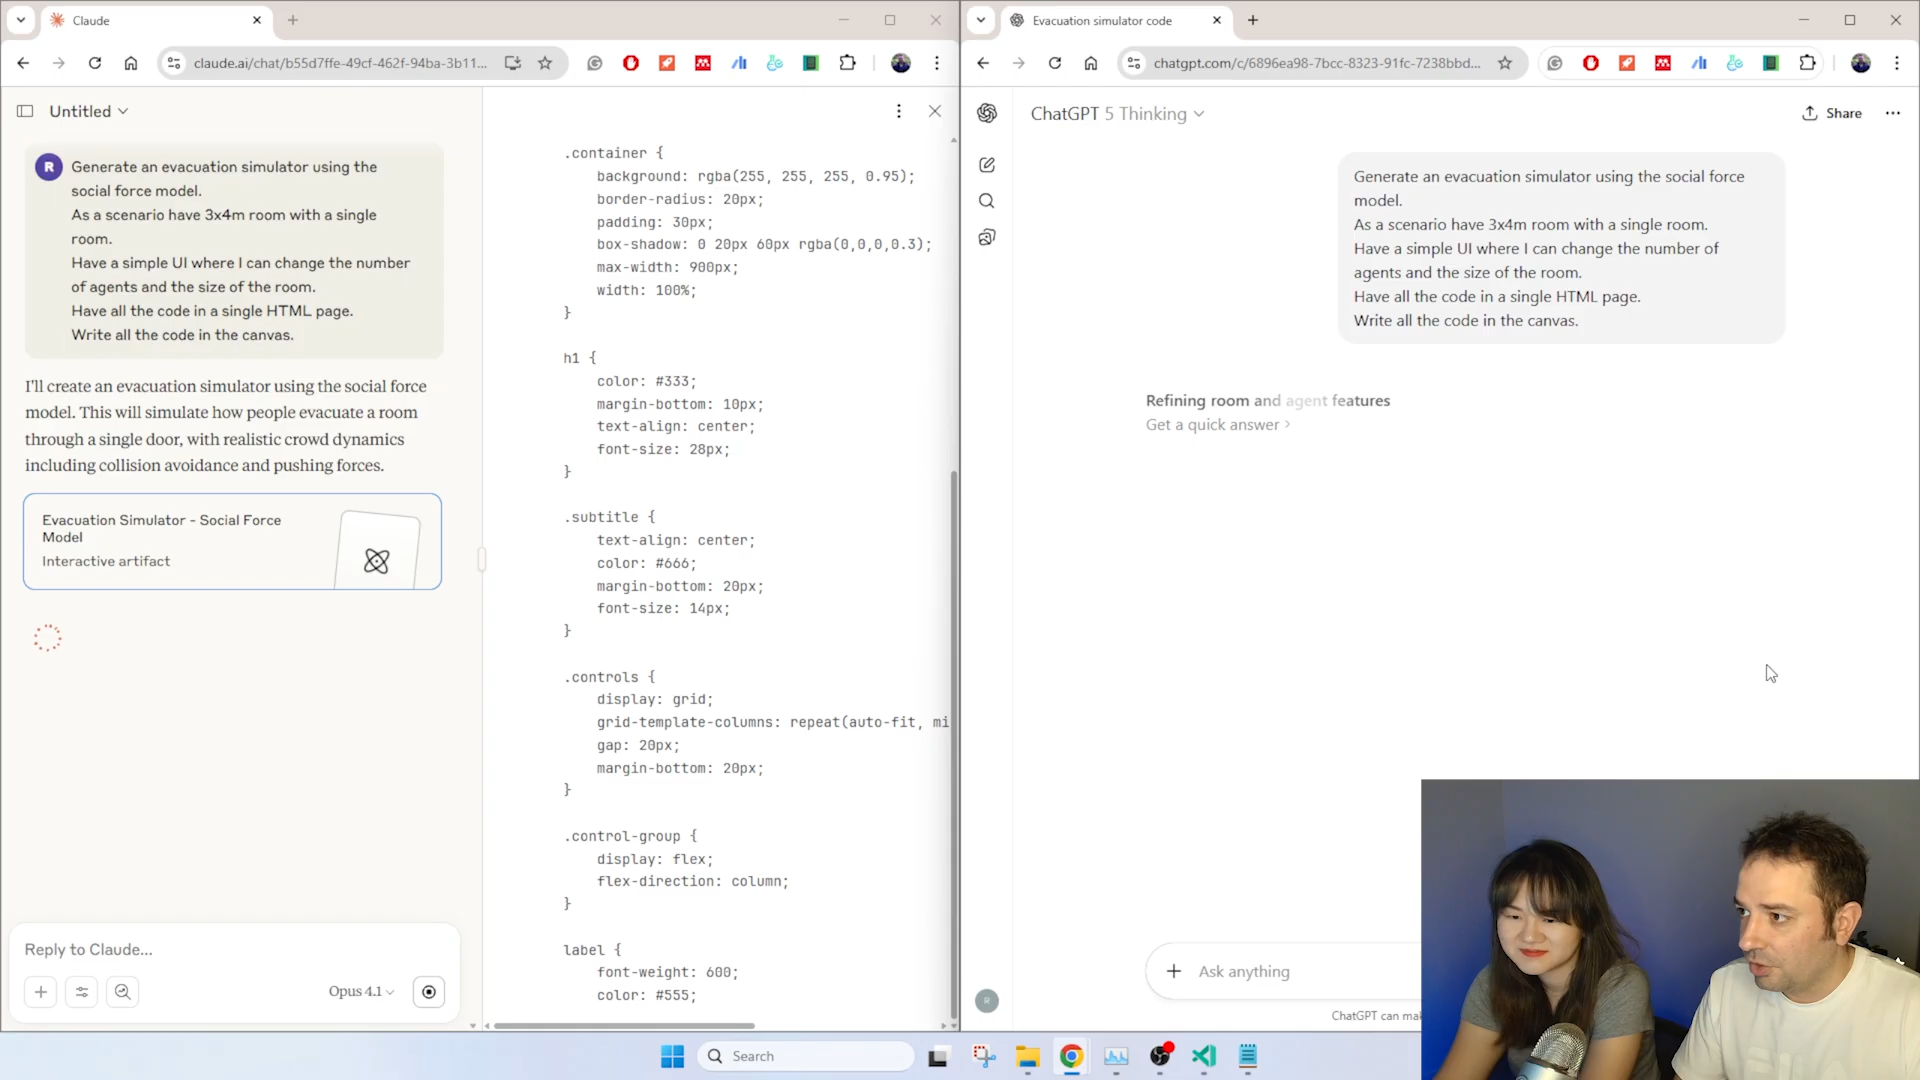 Claude
claude.ai/chat/b55d7ffe-49cf-462f-94ba-3b11...
Untitled
R
Generate an evacuation simulator using the
social force model.
As a scenario have 3x4m room with a single
room.
Have a simple UI where I can change the number
of agents and the size of the room.
Have all the code in a single HTML page.
Write all the code in the canvas.
I'll create an evacuation simulator using the social force
model. This will simulate how people evacuate a room
through a single door, with realistic crowd dynamics
including collision avoidance and pushing forces.
Evacuation Simulator - Social Force
Model
Interactive artifact
Reply to Claude...
Opus 4.1
.container {
background: rgba(255, 255, 255, 0.95);
border-radius: 20px;
padding: 30px;
box-shadow: 0 20px 60px rgba(0,0,0,0.3);
max-width: 900px;
width: 100%;
}
h1 {
color: #333;
margin-bottom: 10px;
text-align: center;
font-size: 28px;
}
.subtitle {
text-align: center;
color: #666;
margin-bottom: 20px;
font-size: 14px;
}
.controls {
display: grid;
grid-template-columns: repeat(auto-fit, mi
gap: 20px;
margin-bottom: 20px;
}
.control-group {
display: flex;
flex-direction: column;
}
label {
font-weight: 600;
color: #555;
Evacuation simulator code
chatgpt.com/c/6896ea98-7bcc-8323-91fc-7238bbd...
ChatGPT 5 Thinking
Share
Generate an evacuation simulator using the social force
model.
As a scenario have 3x4m room with a single room.
Have a simple UI where I can change the number of
agents and the size of the room.
Have all the code in a single HTML page.
Write all the code in the canvas.
Refining room and agent features
Get a quick answer >
Ask anything
R
ChatGPT can mak
Search